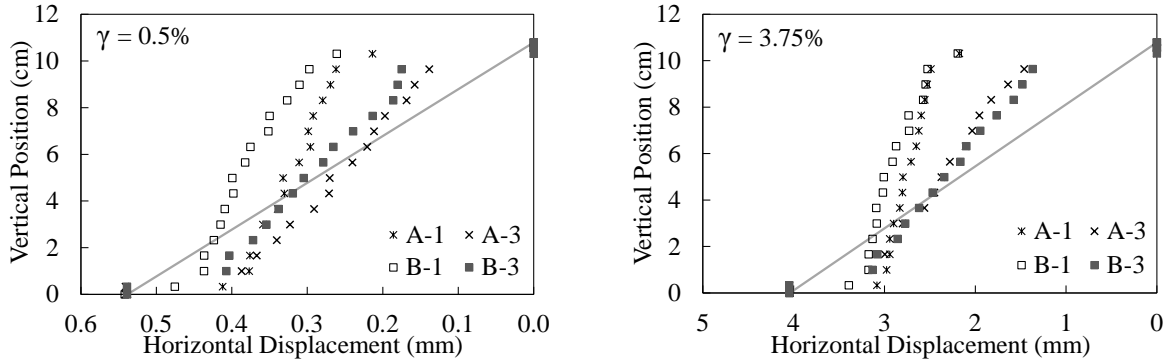 12
10
8
6
4
2
0
Vertical Position (cm)
γ = 0.5%
A-1
A-3
B-1
B-3
0.6
0.5
0.4
0.3
0.2
0.1
0.0
Horizontal Displacement (mm)
12
10
8
6
4
2
0
Vertical Position (cm)
γ = 3.75%
A-1
A-3
B-1
B-3
5
4
3
2
1
0
Horizontal Displacement (mm)